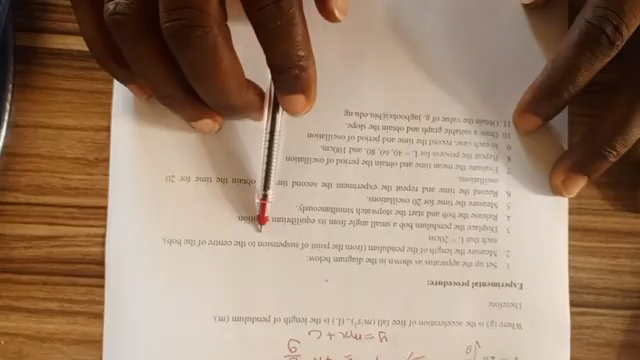 Where (g) is the acceleration of free fall (m/s²), (L) is the length of pendulum (m)
y = mx + c
Therefore
Experimental procedure:
1. Set up the apparatus as shown in the diagram below.
2. Measure the length of the pendulum (from the point of suspension to the centre of the bob),
such that L = 20cm
3. Displace the pendulum bob a small angle from its equilibrium
4. Release the bob and start the stopwatch simultaneously.
5. Measure the time for 20 oscillations.
6. Record the time and repeat the experiment the second obtain the time for 20
oscillations.
7. Evaluate the mean time and obtain the period of oscillation
8. Repeat the process for L = 40, 60, 80, and 100cm.
9. In each case, record the time and period of oscillation
10. Draw a suitable graph and obtain the slope.
11. Obtain the value of g.